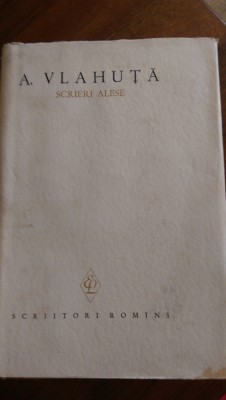 A. VLAHUȚĂ
SCRIERI ALESE
SCRIITORI ROMÎNI